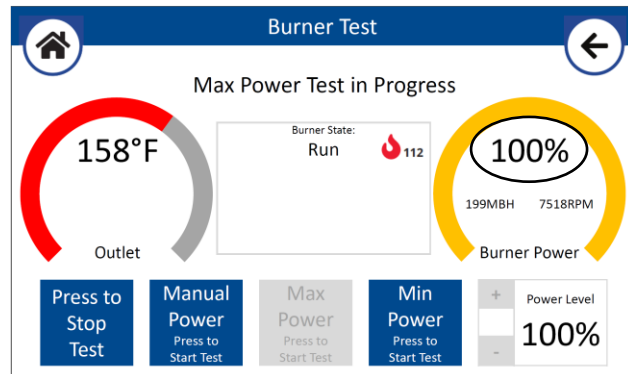 Burner Test
Max Power Test in Progress
158°F
Outlet
Burner State:
Run
112
100%
199MBH 7518RPM
Burner Power
Press to
Stop
Test
Manual
Power
Press to
Start Test
Max
Power
Press to
Start Test
Min
Power
Press to
Start Test
+
-
Power Level
100%